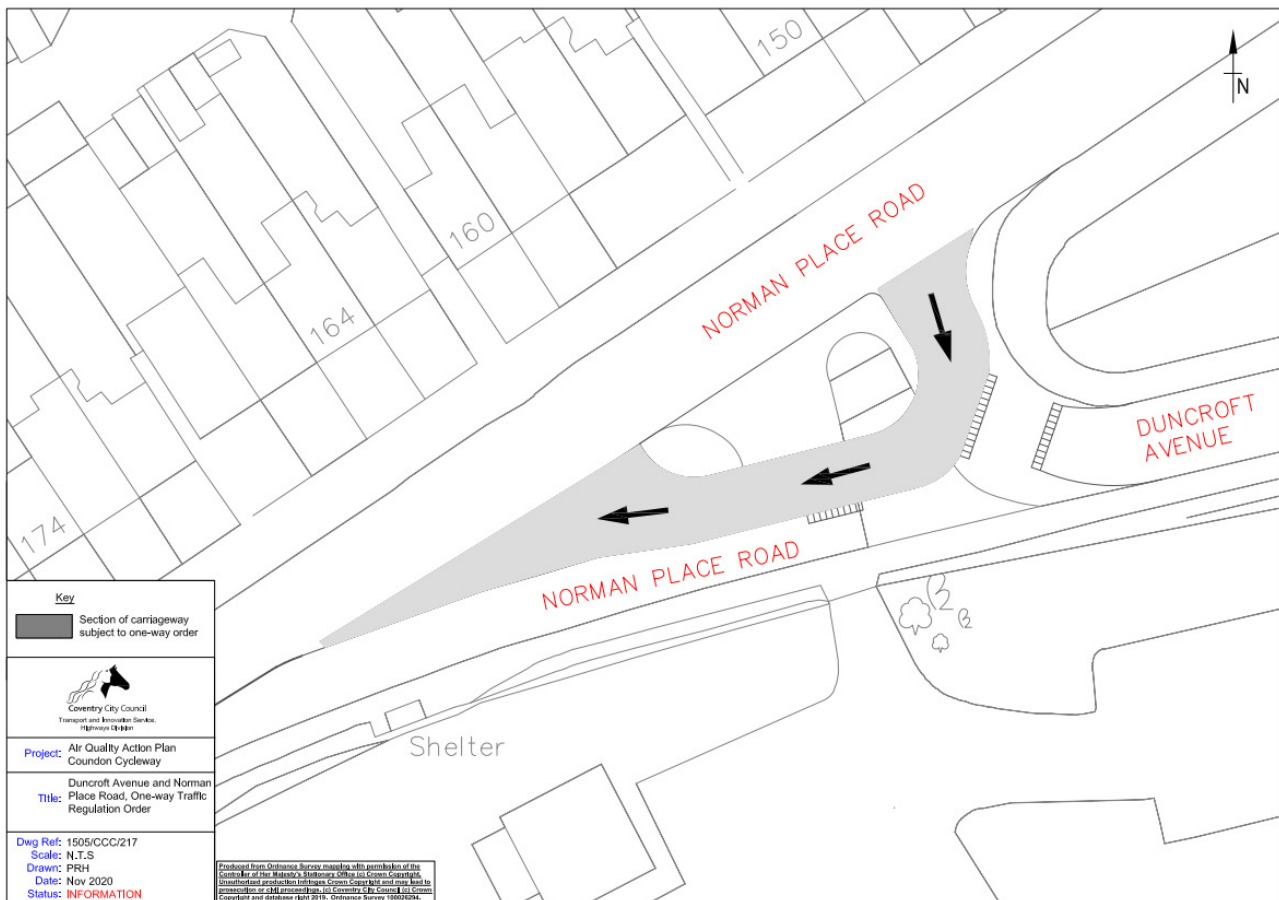 150
N
160
NORMAN PLACE ROAD
164
DUNCROFT
AVENUE
174
NORMAN PLACE ROAD
Shelter
Key
Section of carriageway
subject to one-way order
Coventry City Council
Transport and Innovation Service,
Highways Division
Project: Air Quality Action Plan
Coundon Cycleway
Title: Duncroft Avenue and Norman
Place Road, One-way Traffic
Regulation Order
Dwg Ref: 1505/CCC/217
Scale: N.T.S
Drawn: PRH
Date: Nov 2020
Status: INFORMATION
Produced from Ordnance Survey mapping with permission of the
Controller of Her Majesty's Stationary Office (c) Crown Copyright.
Unauthorized production infringes Crown Copyright and may lead to
prosecution or civil proceedings. (c) Coventry City Council (c) Crown
Copyright and database right 2019. Ordnance Survey 100026294.